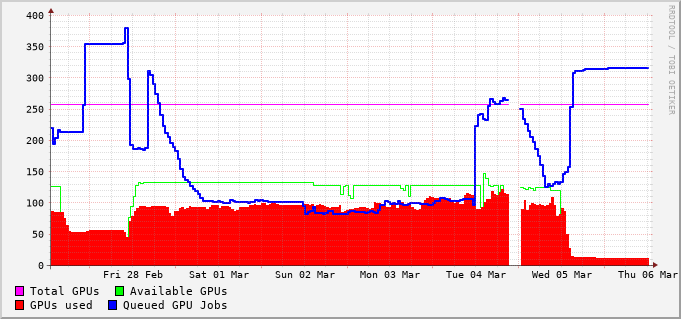 400
350
300
250
200
150
100
50
0
Fri 28 Feb Sat 01 Mar Sun 02 Mar Mon 03 Mar Tue 04 Mar Wed 05 Mar Thu 06 Mar
Total GPUs Available GPUs
GPUs used Queued GPU Jobs
RRDTOOL / TOBI OETIKER